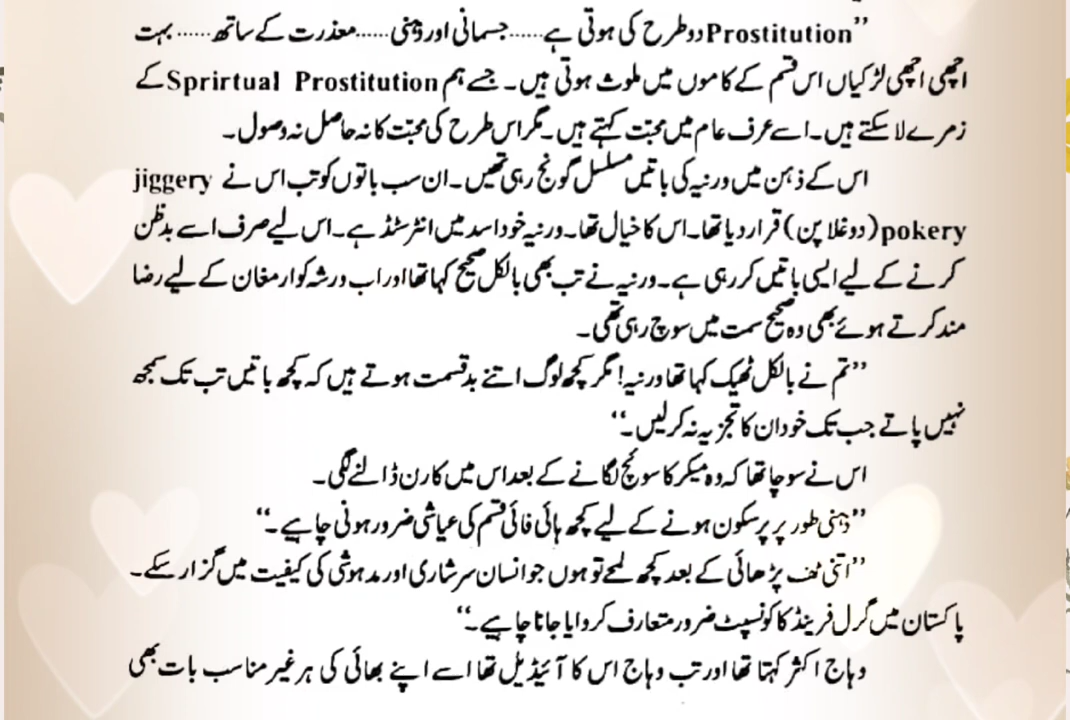 ’’Prostitution دو طرح کی ہوتی ہے......جسمانی اور ذہنی......معذرت کے ساتھ...... بہت
اچھی اچھی لڑکیاں اس قسم کے کاموں میں ملوث ہوتی ہیں۔ جسے ہم Sprirtual Prostitution کے
زمرے لا سکتے ہیں۔ اسے عرف عام میں محبت کہتے ہیں۔ مگر اس طرح کی محبت کا نہ حاصل نہ وصول۔
اس کے ذہن میں ورنیہ کی باتیں مسلسل گونج رہی تھیں۔ ان سب باتوں کو تب اس نے jiggery
pokery (دوغلا پن) قرار دیا تھا۔ اس کا خیال تھا۔ ورنیہ خود اسد میں انٹرسٹڈ ہے۔ اس لیے صرف اسے بدظن
کرنے کے لیے ایسی باتیں کر رہی ہے۔ ورنیہ نے تب بھی بالکل صحیح کہا تھا اور اب ورشہ کو ارمغان کے لیے رضا
مند کرتے ہوئے بھی وہ صحیح سمت میں سوچ رہی تھی۔
’’تم نے بالکل ٹھیک کہا تھا ورنیہ! مگر کچھ لوگ اتنے بدقسمت ہوتے ہیں کہ کچھ باتیں تب تک سمجھ
نہیں پاتے جب تک خود ان کا تجزیہ نہ کر لیں۔‘‘
اس نے سوچا تھا کہ وہ میکر کا سوئچ لگانے کے بعد اس میں کارن ڈالنے لگی۔
’’ذہنی طور پر پرسکون ہونے کے لیے کچھ ہائی فائی قسم کی عیاشی ضرور ہونی چاہیے۔‘‘
’’اتنی ٹف پڑھائی کے بعد کچھ لمحے تو ہوں جو انسان سرشاری اور مدہوشی کی کیفیت میں گزار سکے۔
پاکستان میں گرل فرینڈ کا کونسپٹ ضرور متعارف کروایا جانا چاہیے۔‘‘
وہاج اکثر کہتا تھا اور تب وہاج اس کا آئیڈیل تھا اسے اپنے بھائی کی ہر غیر مناسب بات بھی